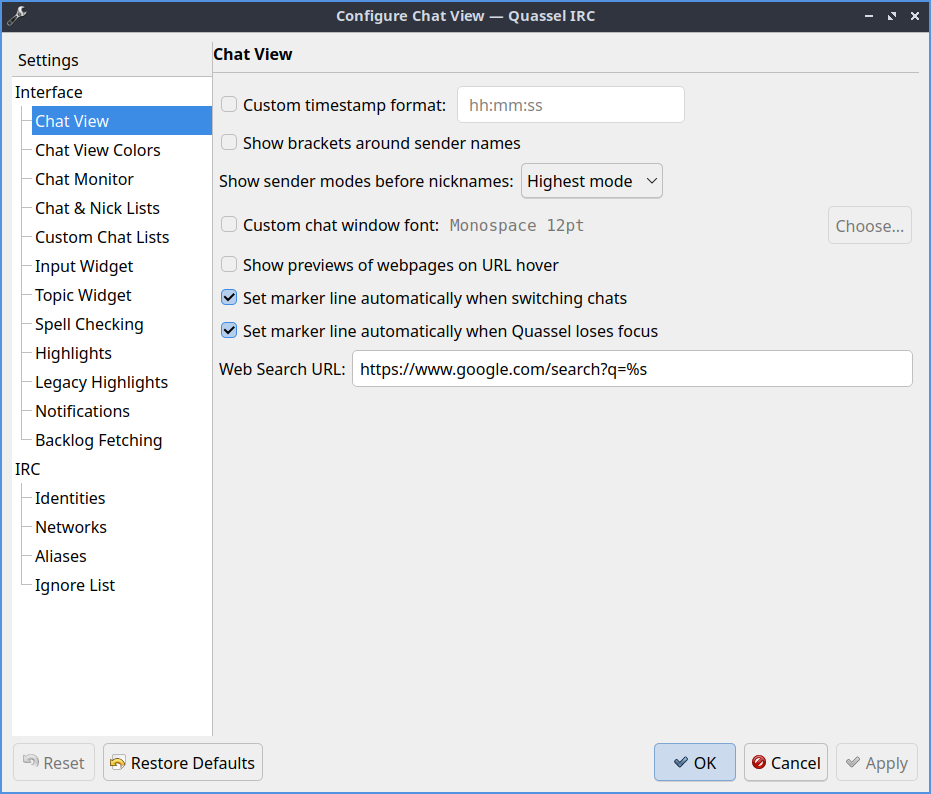 Configure Chat View — Quassel IRC
Settings
Interface
Chat View
Chat View Colors
Chat Monitor
Chat & Nick Lists
Custom Chat Lists
Input Widget
Topic Widget
Spell Checking
Highlights
Legacy Highlights
Notifications
Backlog Fetching
IRC
Identities
Networks
Aliases
Ignore List
Chat View
Custom timestamp format: hh:mm:ss
Show brackets around sender names
Show sender modes before nicknames: Highest mode
Custom chat window font: Monospace 12pt Choose...
Show previews of webpages on URL hover
Set marker line automatically when switching chats
Set marker line automatically when Quassel loses focus
Web Search URL: https://www.google.com/search?q=%s
Reset Restore Defaults OK Cancel Apply